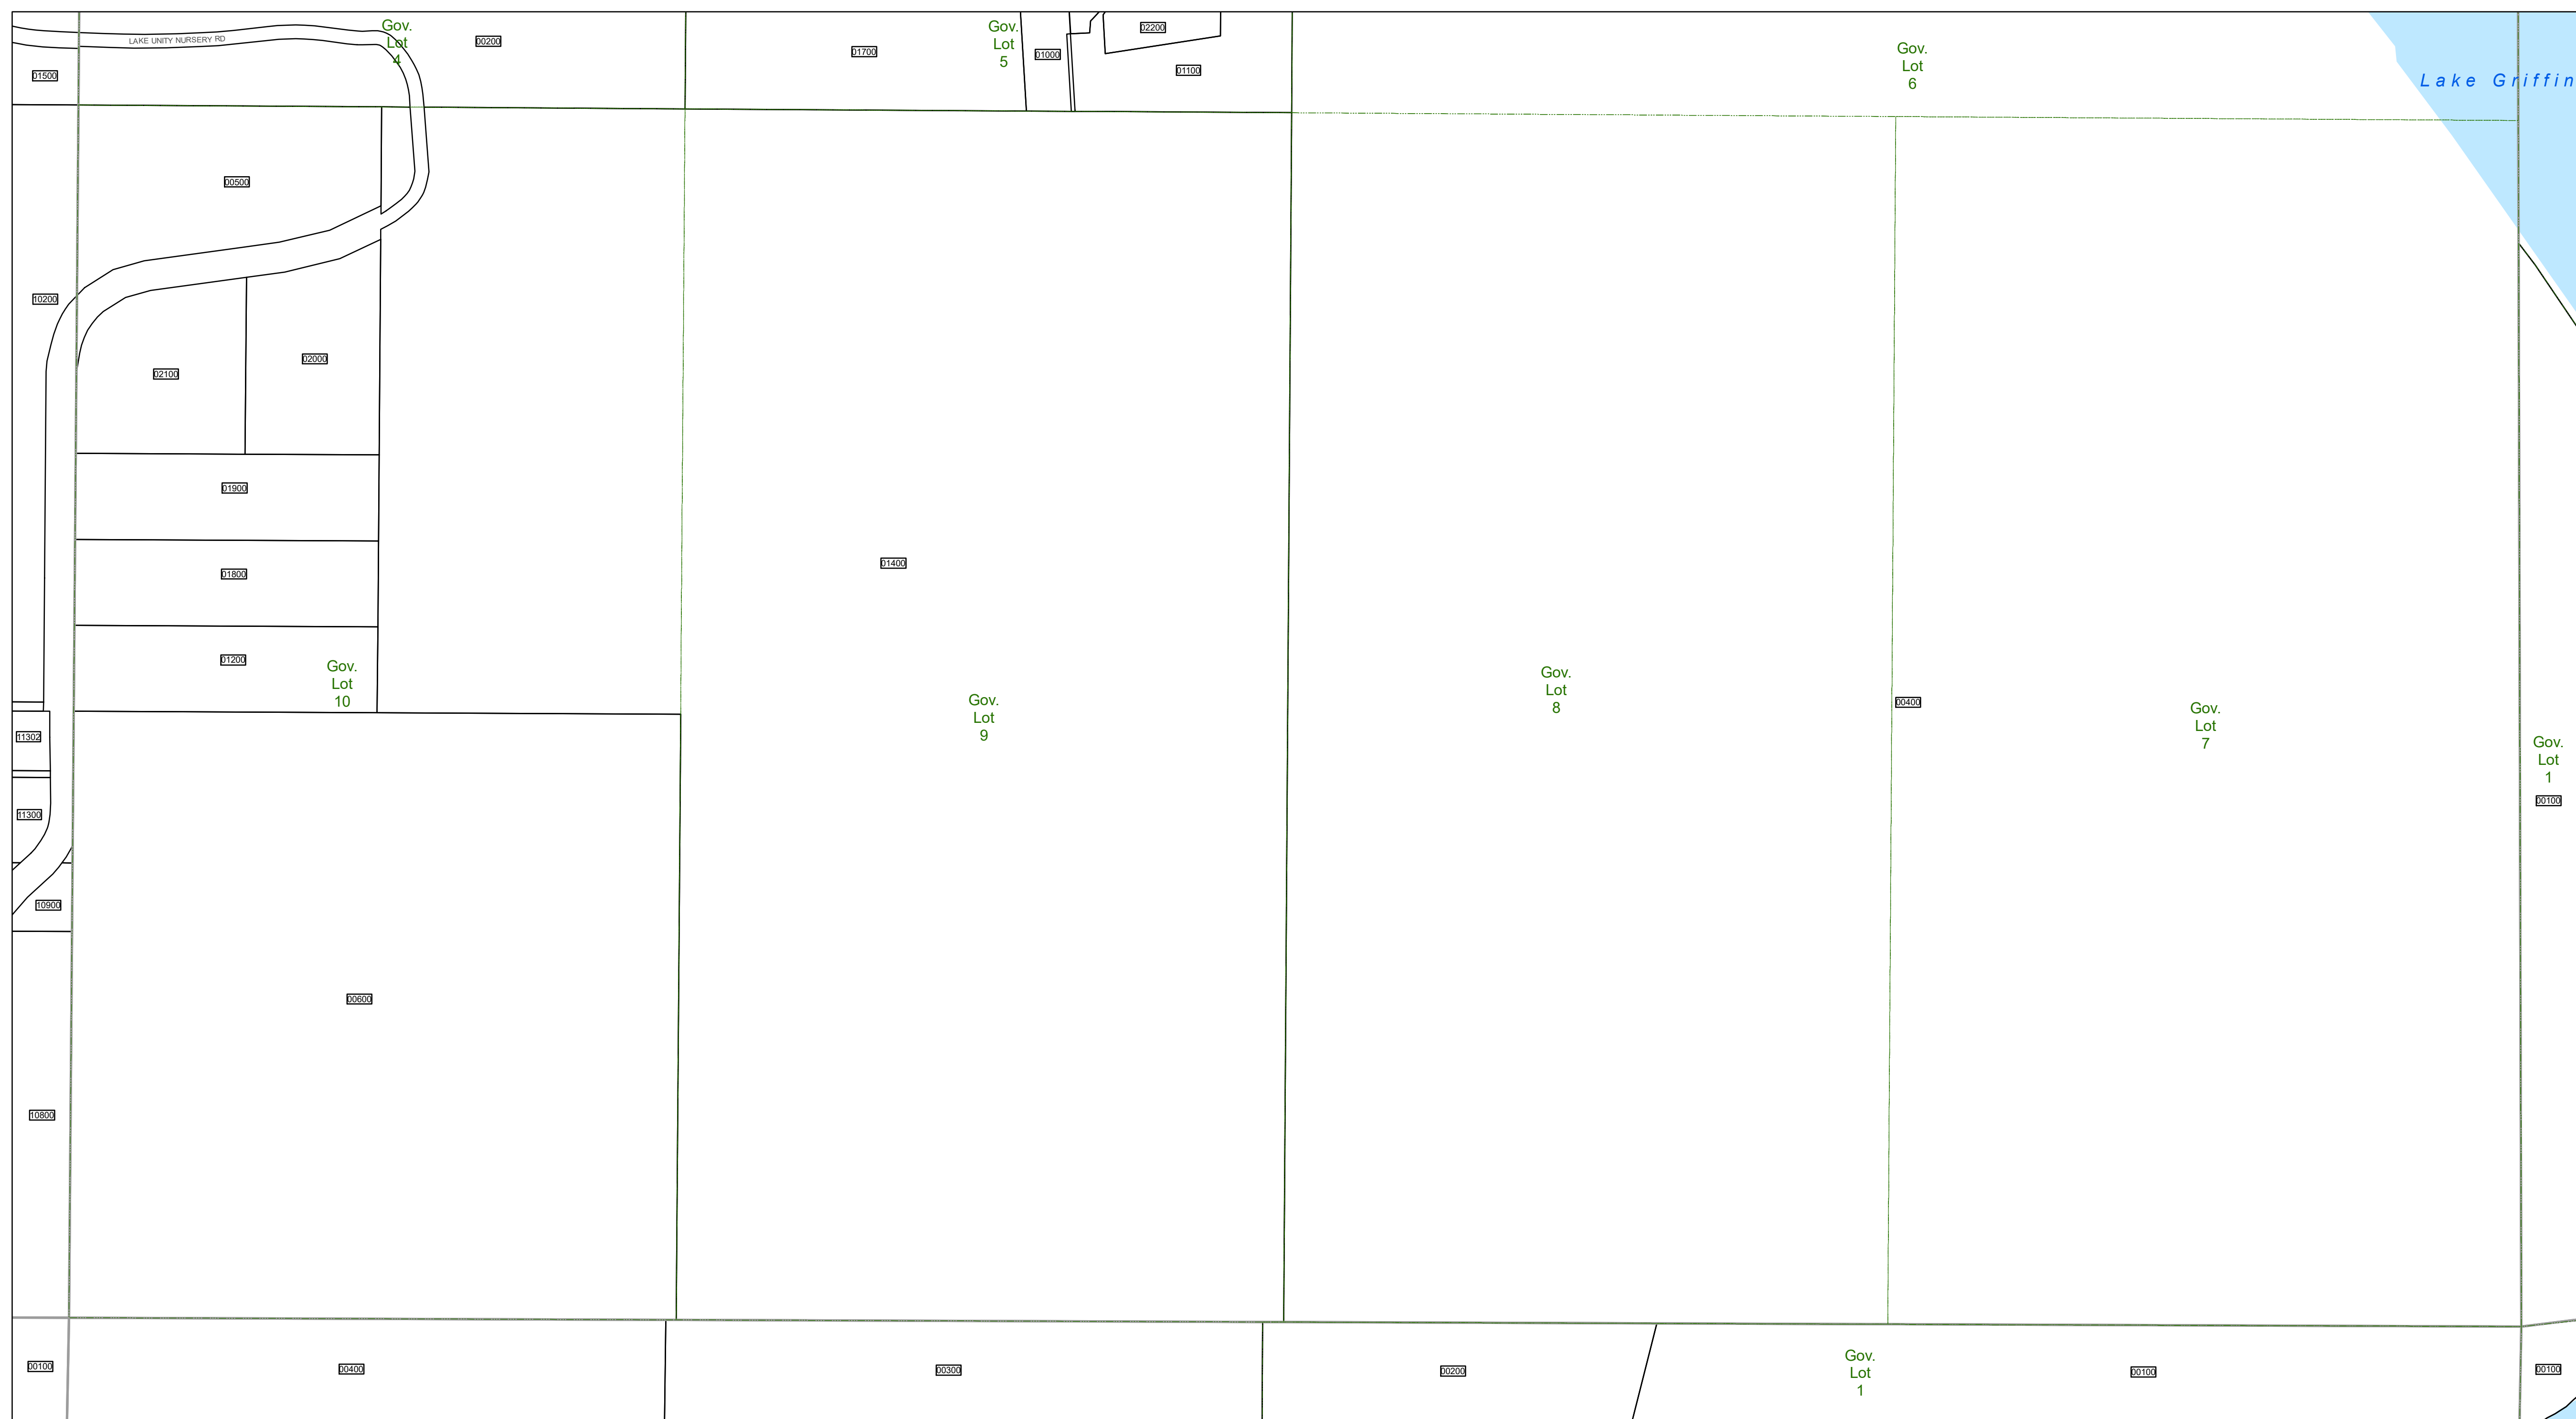 Gov.
Lot
4
00200
LAKE UNITY NURSERY RD
01500
01700
Gov.
Lot
5
01000
02200
01100
Gov.
Lot
6
Lake Griffin
00500
10200
02100
02000
01900
01800
01200
Gov.
Lot
10
01400
Gov.
Lot
9
Gov.
Lot
8
00400
Gov.
Lot
7
Gov.
Lot
1
00100
11302
11300
10900
00600
10800
00100
00400
00300
00200
Gov.
Lot
1
00100
00100